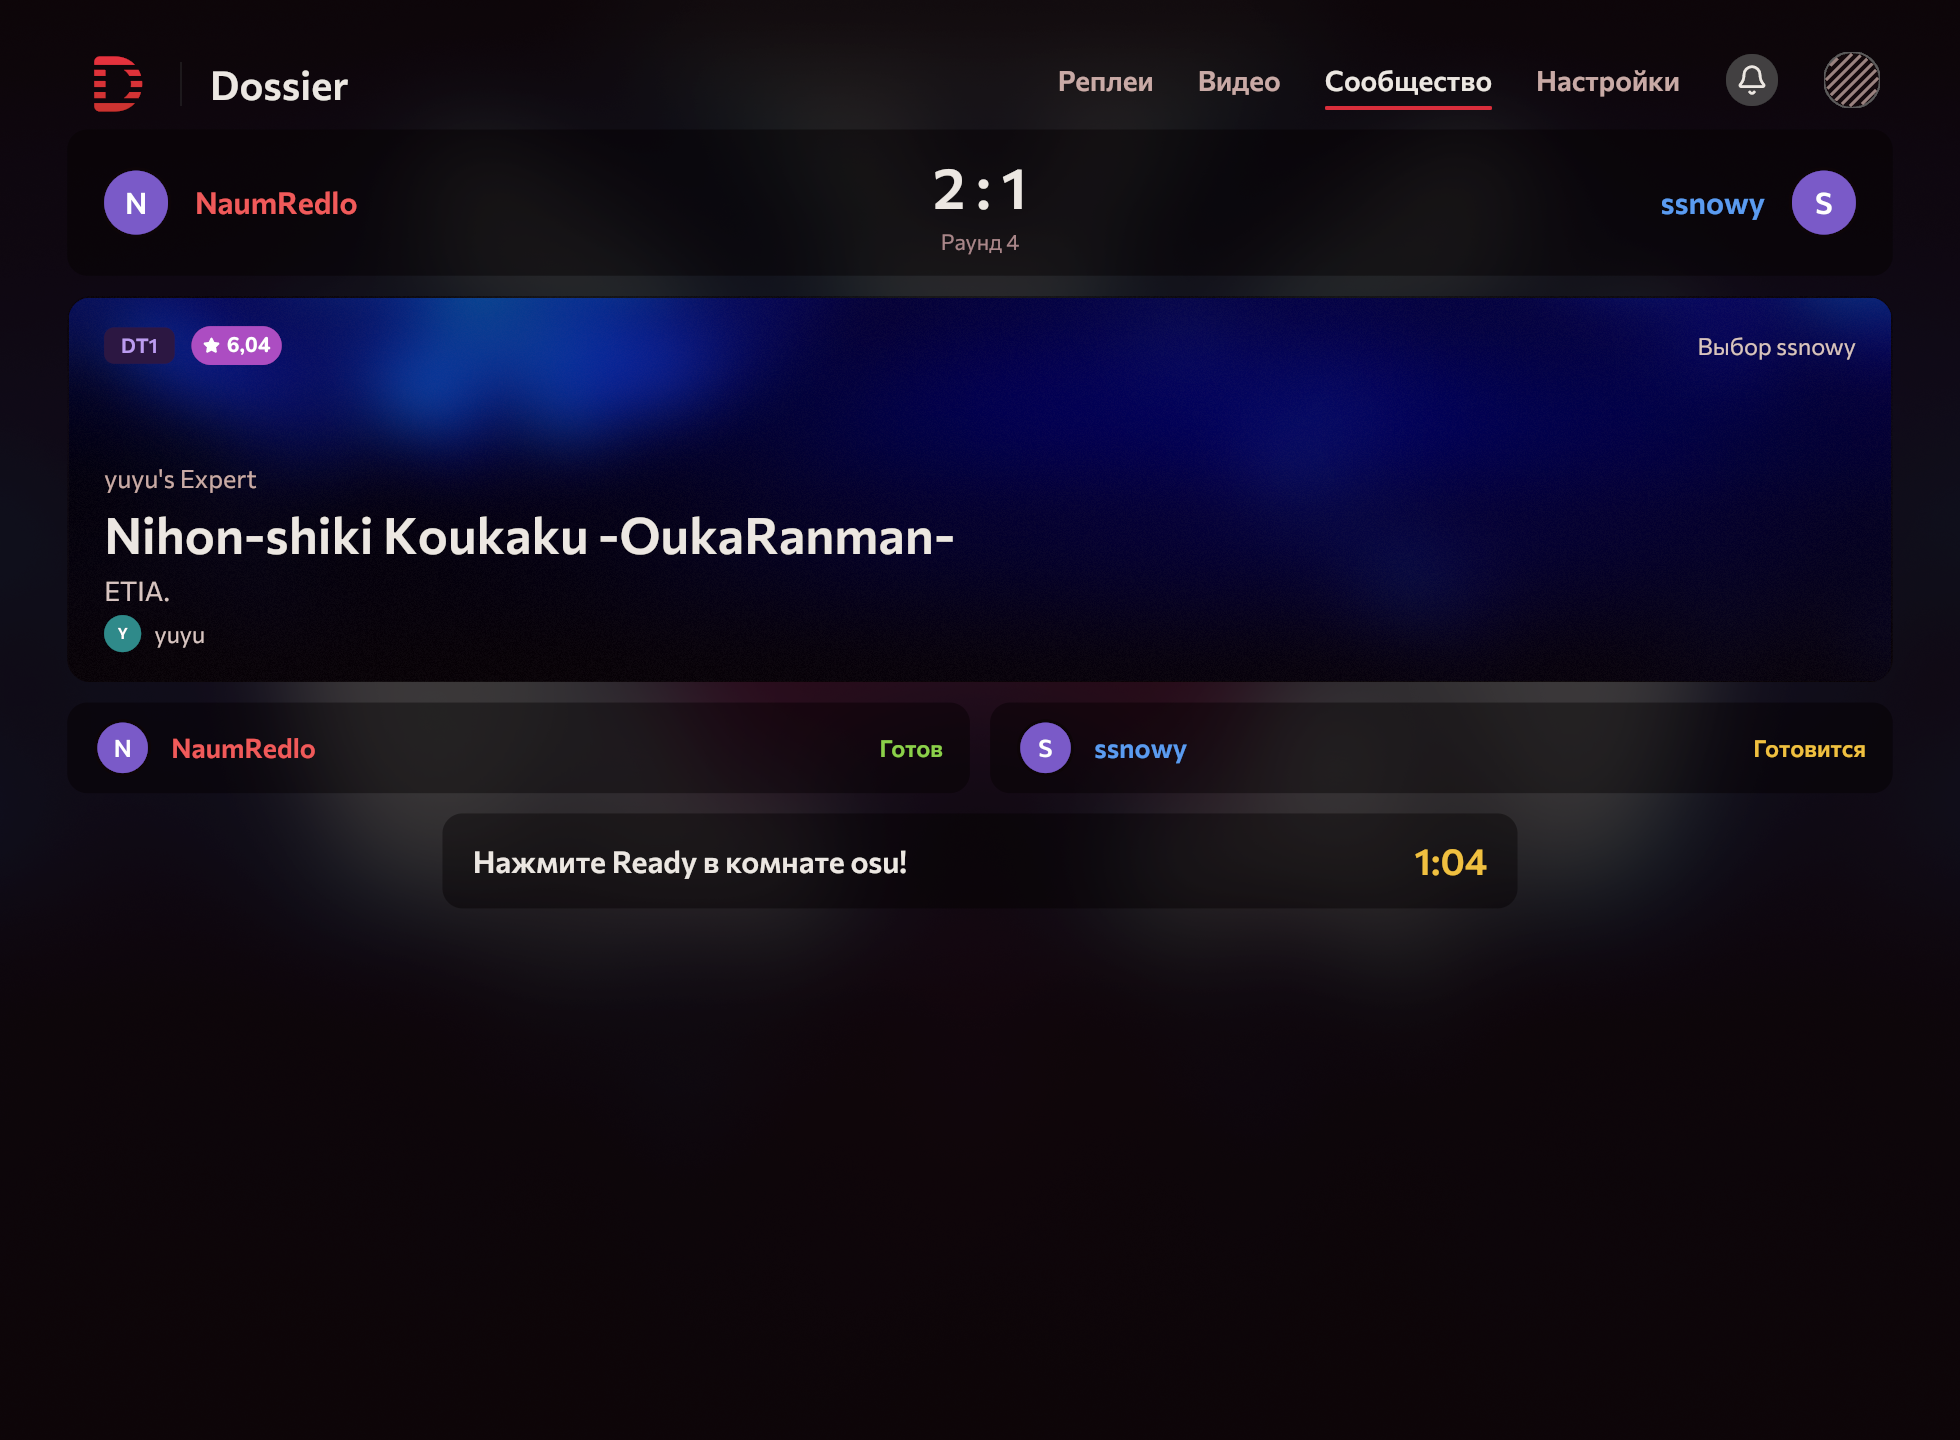 Dossier
Реплеи
Видео
Сообщество
Настройки
N
NaumRedlo
2 : 1
Раунд 4
ssnowy
S
DT1
6,04
Выбор ssnowy
yuyu's Expert
Nihon-shiki Koukaku -OukaRanman-
ETIA.
Y
yuyu
N
NaumRedlo
Готов
S
ssnowy
Готовится
Нажмите Ready в комнате osu!
1:04